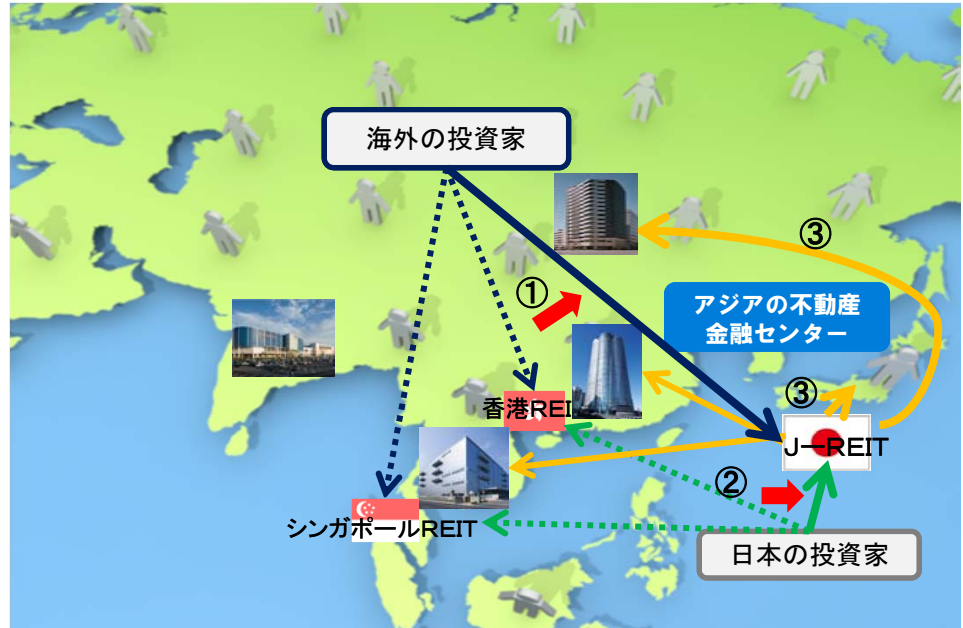 海外の投資家
③
①
アジアの不動産
金融センター
③
香港REI
J―REIT
②
シンガポールREIT
日本の投資家